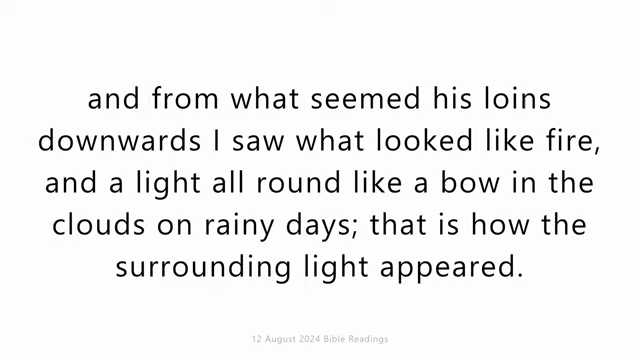 and from what seemed his loins
downwards I saw what looked like fire,
and a light all round like a bow in the
clouds on rainy days; that is how the
surrounding light appeared.
12 August 2024 Bible Readings